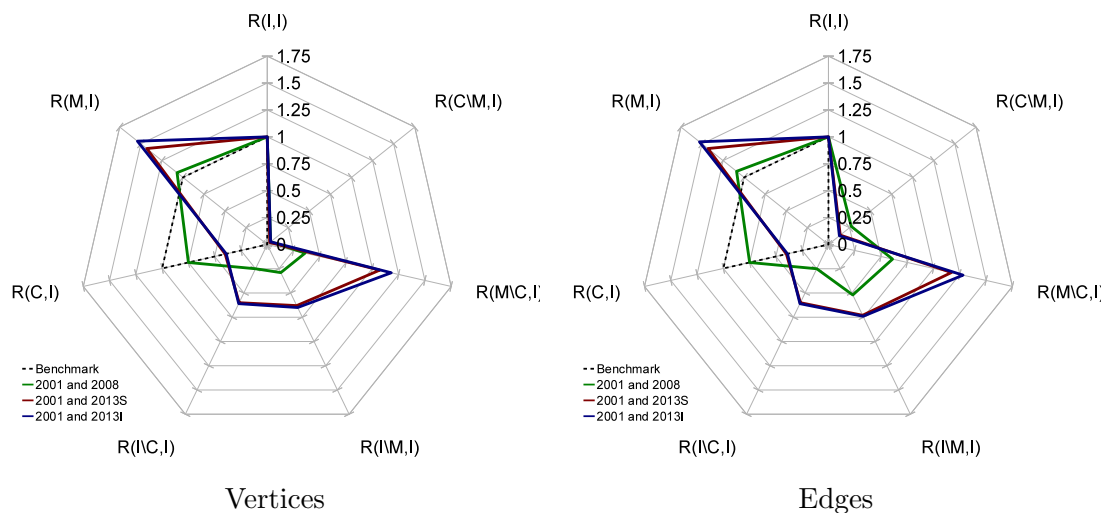 R(I,I)
R(C\M,I)
R(M\C,I)
R(I\M,I)
R(I\C,I)
R(C,I)
R(M,I)
1.75
1.5
1.25
1
0.75
0.5
0.25
0
Benchmark
2001 and 2008
2001 and 2013S
2001 and 2013I
Vertices
R(I,I)
R(C\M,I)
R(M\C,I)
R(I\M,I)
R(I\C,I)
R(C,I)
R(M,I)
1.75
1.5
1.25
1
0.75
0.5
0.25
0
Benchmark
2001 and 2008
2001 and 2013S
2001 and 2013I
Edges